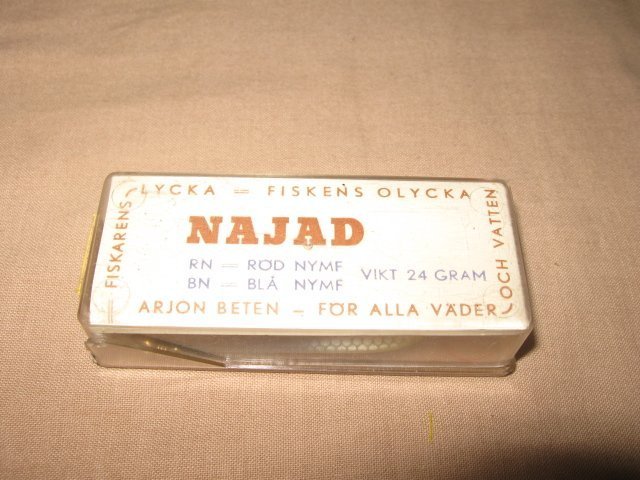 FISKARENS LYCKA = FISKENS OLYCKA
NAJAD
RN = RÖD NYMF
BN = BLÅ NYMF
VIKT 24 GRAM
ARJON BETEN – FÖR ALLA VÄDER
OCH VATTEN